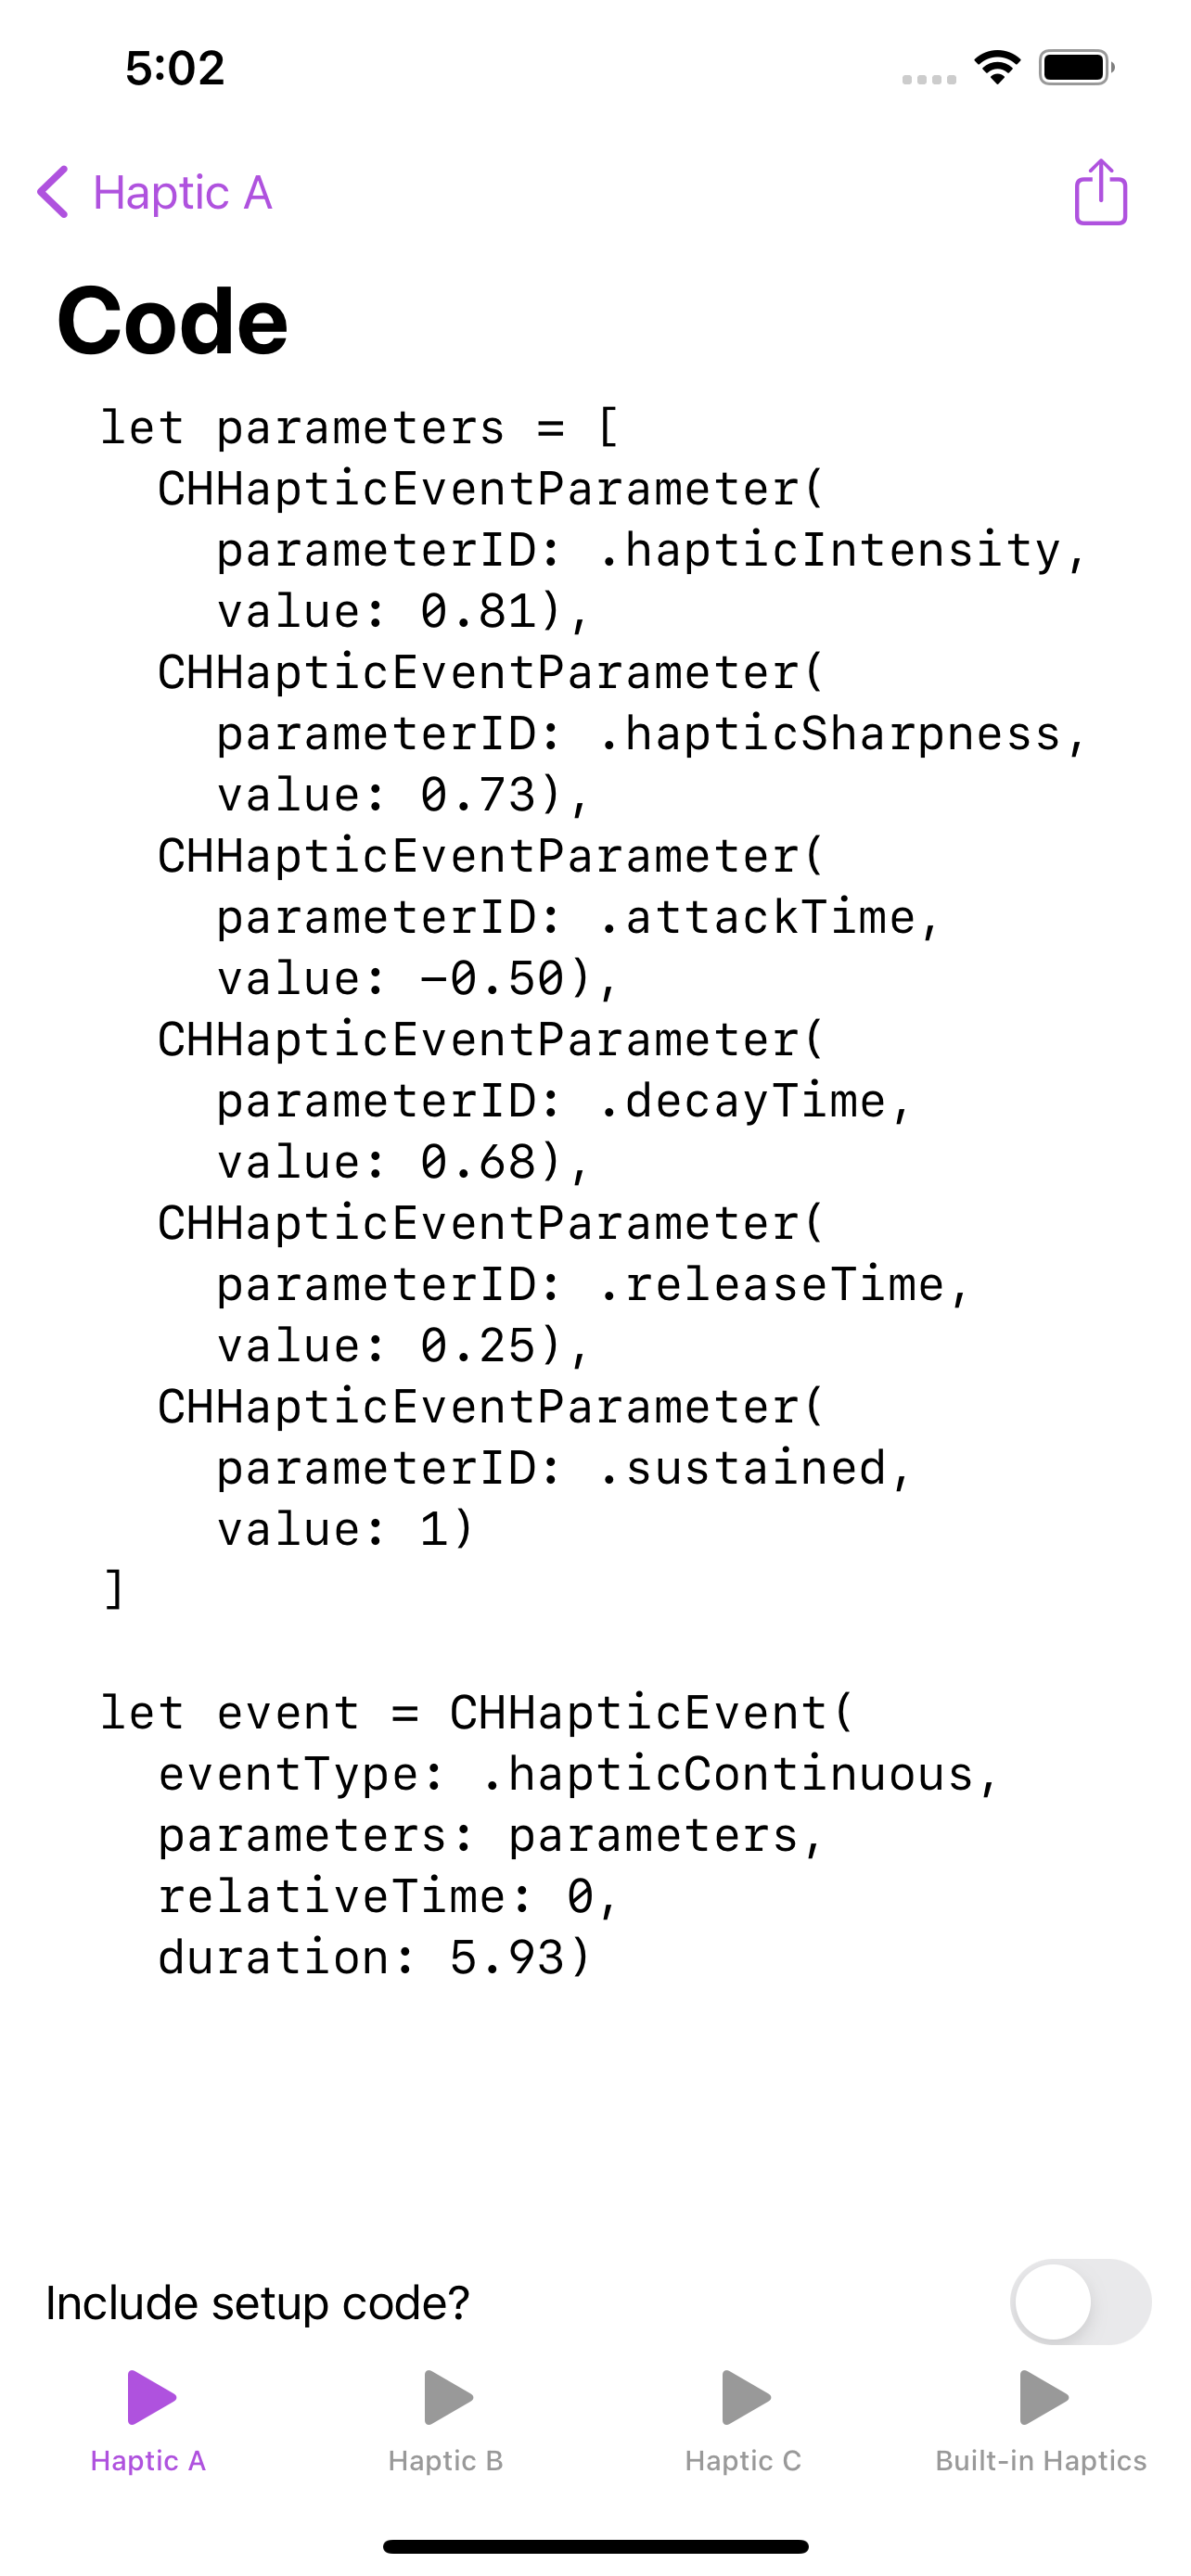 5:02
Haptic A
Code
let parameters = [
  CHHapticEventParameter(
    parameterID: .hapticIntensity,
    value: 0.81),
  CHHapticEventParameter(
    parameterID: .hapticSharpness,
    value: 0.73),
  CHHapticEventParameter(
    parameterID: .attackTime,
    value: -0.50),
  CHHapticEventParameter(
    parameterID: .decayTime,
    value: 0.68),
  CHHapticEventParameter(
    parameterID: .releaseTime,
    value: 0.25),
  CHHapticEventParameter(
    parameterID: .sustained,
    value: 1)
]
let event = CHHapticEvent(
  eventType: .hapticContinuous,
  parameters: parameters,
  relativeTime: 0,
  duration: 5.93)
Include setup code?
Haptic A Haptic B Haptic C Built-in Haptics